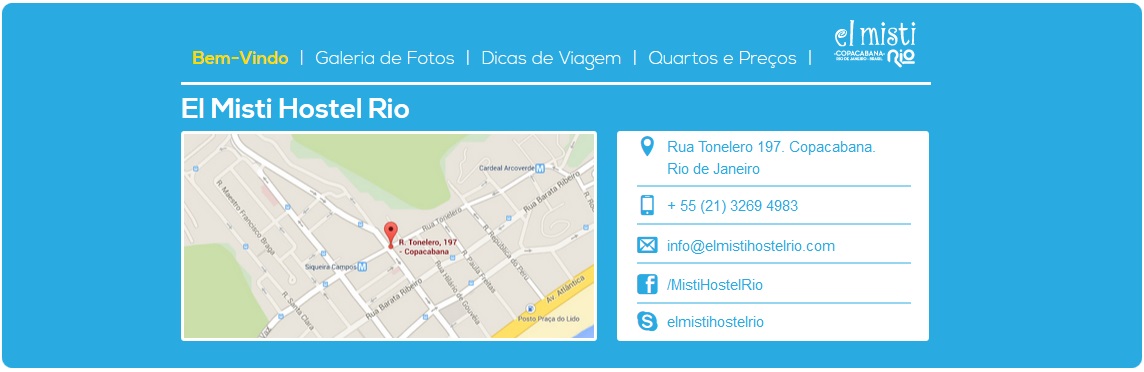 Bem-Vindo | Galeria de Fotos | Dicas de Viagem | Quartos e Preços |
el misti
COPACABANA
RIO DE JANEIRO - BRASIL
RIO
El Misti Hostel Rio
Cardeal Arcoverde M
Rua Barata Ribeiro
Rua Tonelero
R. Maestro Francisco Braga
R. Tonelero, 197
- Copacabana
R. República do Peru
Siqueira Campos M
R. Paula Freitas
Rua Hilário de Gouvêia
Rua Barata Ribeiro
Av. Atlântica
R. Santa Clara
Posto Praça do Lido
Rua Tonelero 197. Copacabana.
Rio de Janeiro
+ 55 (21) 3269 4983
info@elmistihostelrio.com
/MistiHostelRio
elmistihostelrio